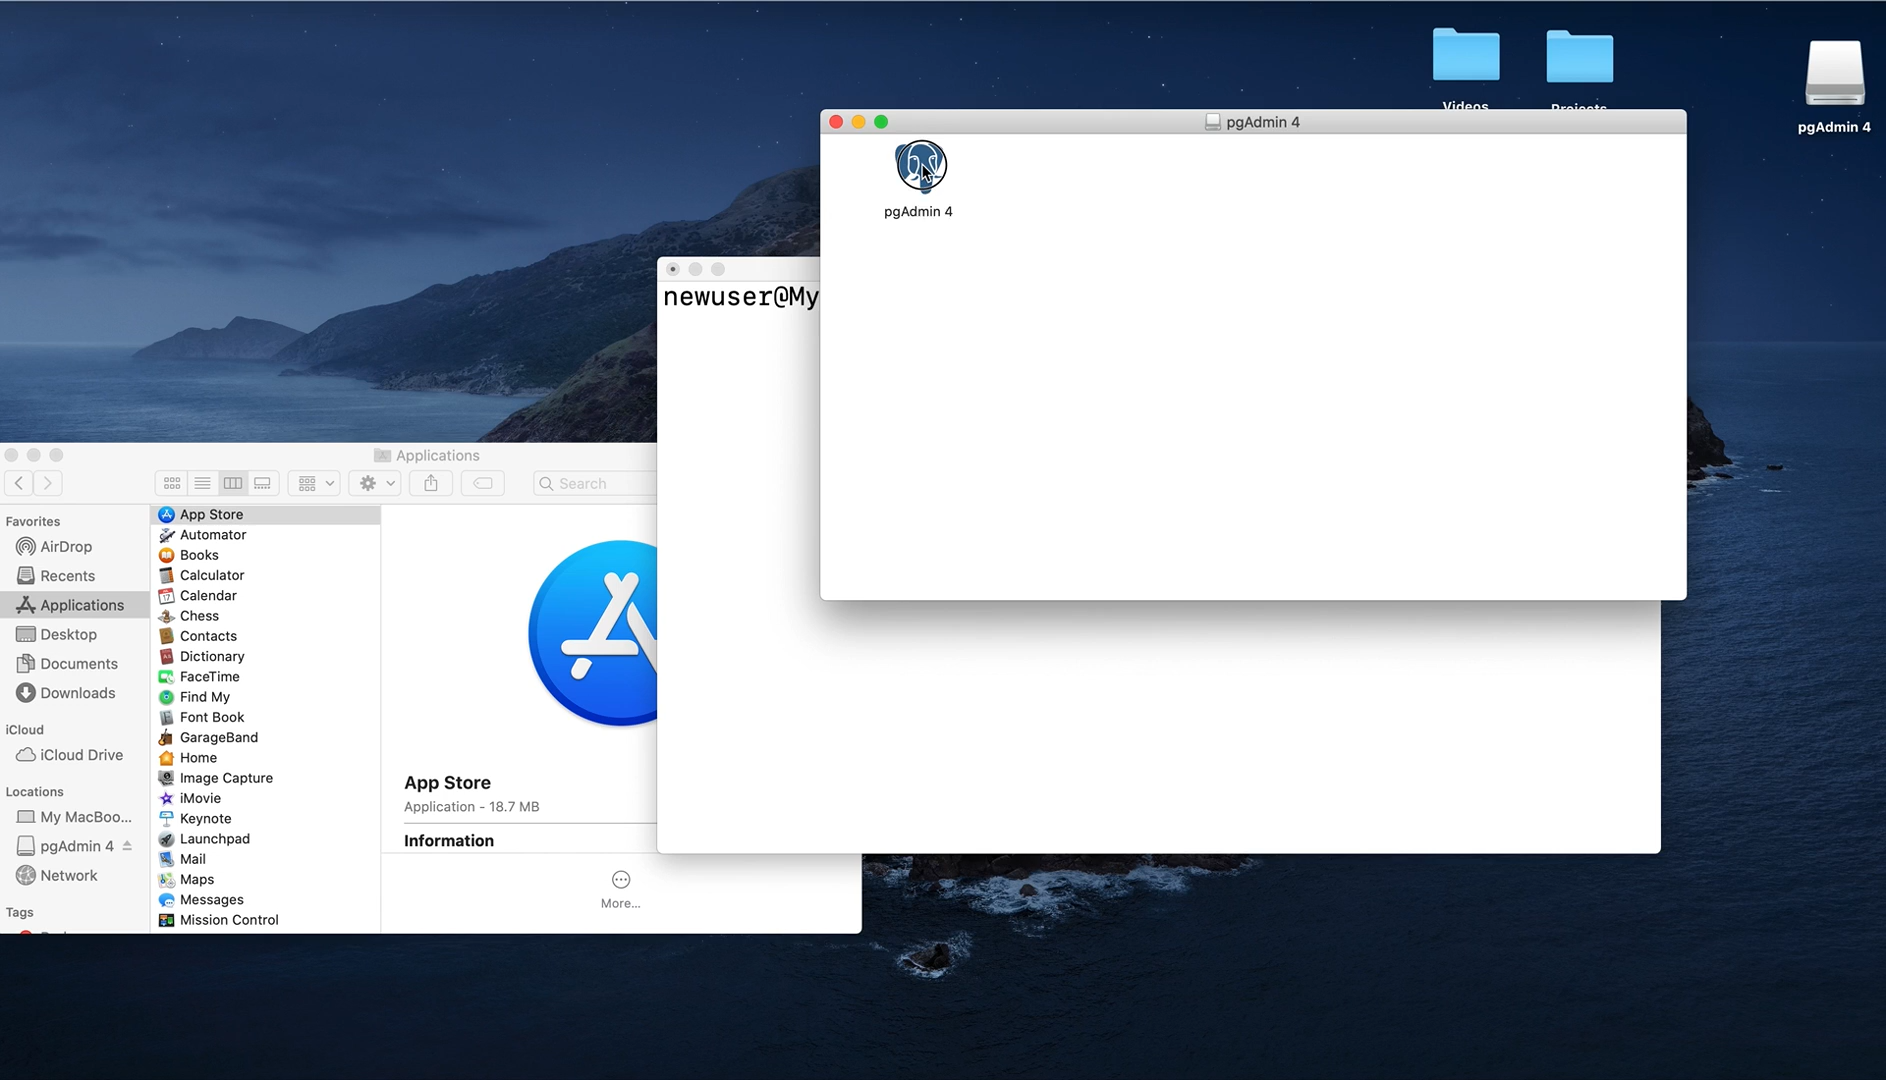 Videos
Projects
pgAdmin 4
pgAdmin 4
pgAdmin 4
newuser@My
Applications
Search
Favorites
AirDrop
Recents
Applications
Desktop
Documents
Downloads
iCloud
iCloud Drive
Locations
My MacBoo...
pgAdmin 4
Network
Tags
App Store
Automator
Books
Calculator
Calendar
Chess
Contacts
Dictionary
FaceTime
Find My
Font Book
GarageBand
Home
Image Capture
iMovie
Keynote
Launchpad
Mail
Maps
Messages
Mission Control
App Store
Application - 18.7 MB
Information
More...